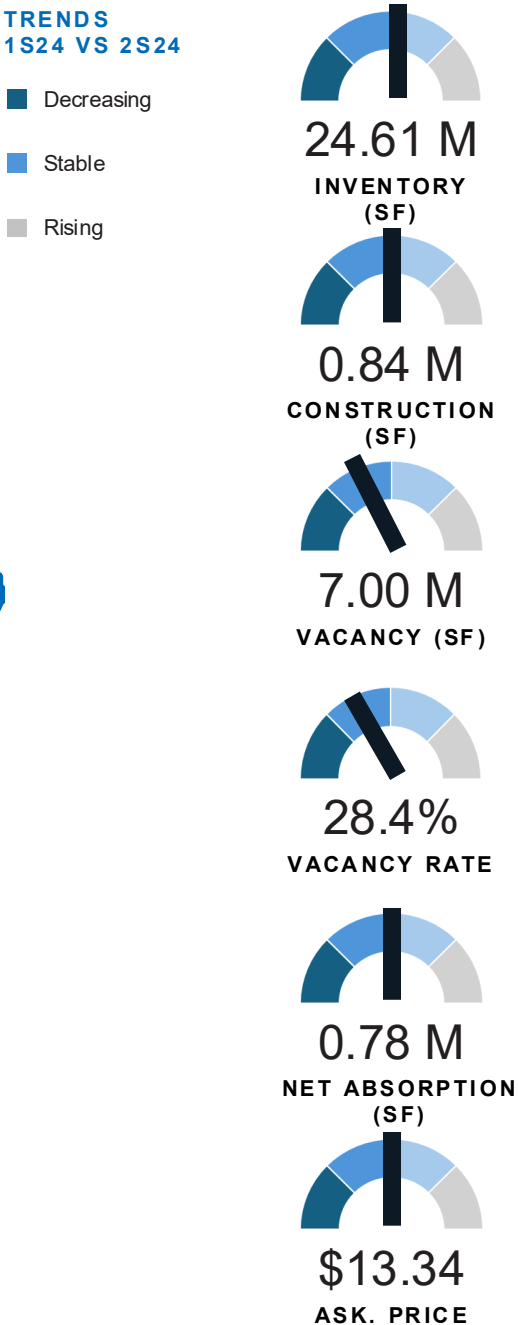 TRENDS
1S24 VS 2S24
Decreasing
Stable
Rising
24.61 M
INVENTORY
(SF)
0.84 M
CONSTRUCTION
(SF)
7.00 M
VACANCY (SF)
28.4%
VACANCY RATE
0.78 M
NET ABSORPTION
(SF)
$13.34
ASK. PRICE